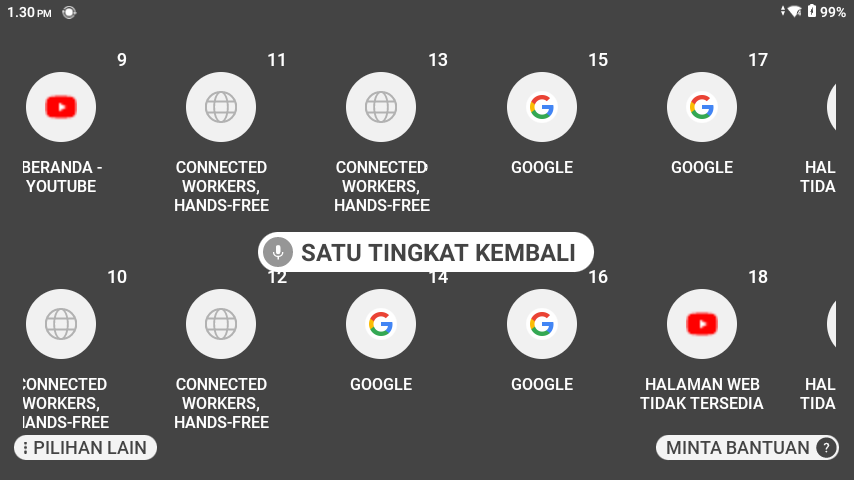 1.30 PM
99%
9
11
13
15
17
BERANDA -
YOUTUBE
CONNECTED
WORKERS,
HANDS-FREE
CONNECTED
WORKERS,
HANDS-FREE
GOOGLE
GOOGLE
HAL
TIDA
SATU TINGKAT KEMBALI
10
12
14
16
18
CONNECTED
WORKERS,
HANDS-FREE
CONNECTED
WORKERS,
HANDS-FREE
GOOGLE
GOOGLE
HALAMAN WEB
TIDAK TERSEDIA
HAL
TIDA
PILIHAN LAIN
MINTA BANTUAN ?